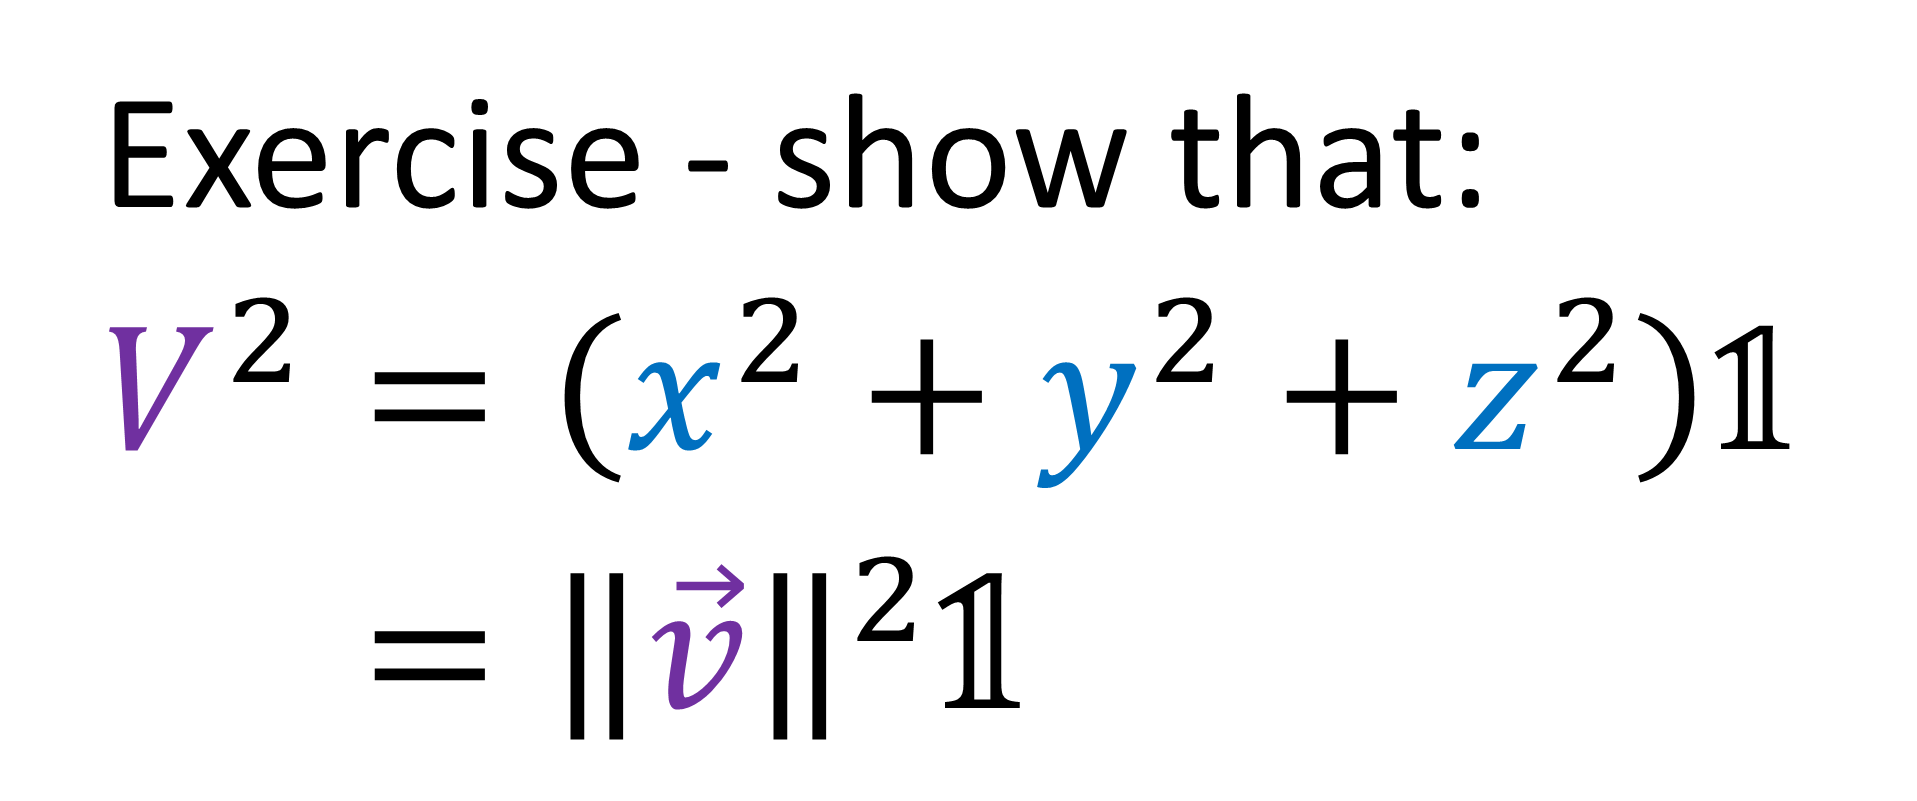 Exercise - show that:
V² = (x² + y² + z²)𝟙
= ‖v⃗‖²𝟙